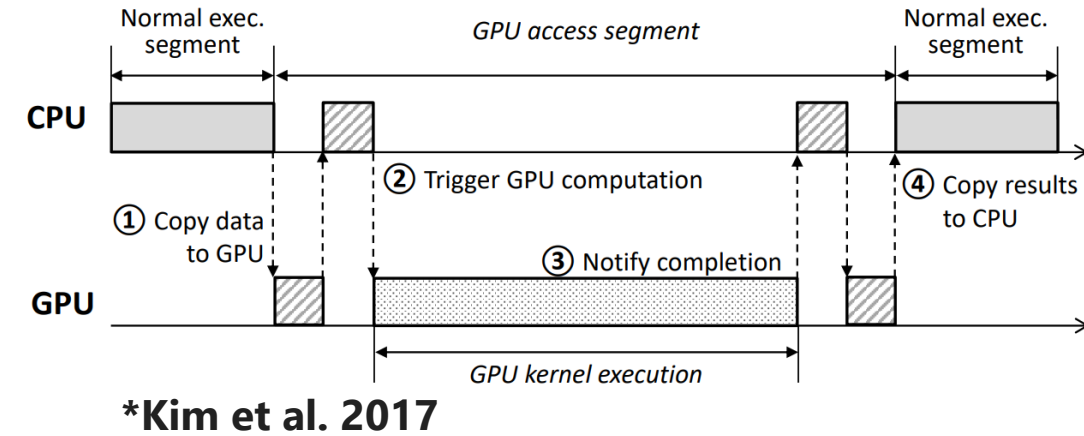 Normal exec.
segment
GPU access segment
Normal exec.
segment
CPU
② Trigger GPU computation
④ Copy results
to CPU
① Copy data
to GPU
③ Notify completion
GPU
GPU kernel execution
*Kim et al. 2017